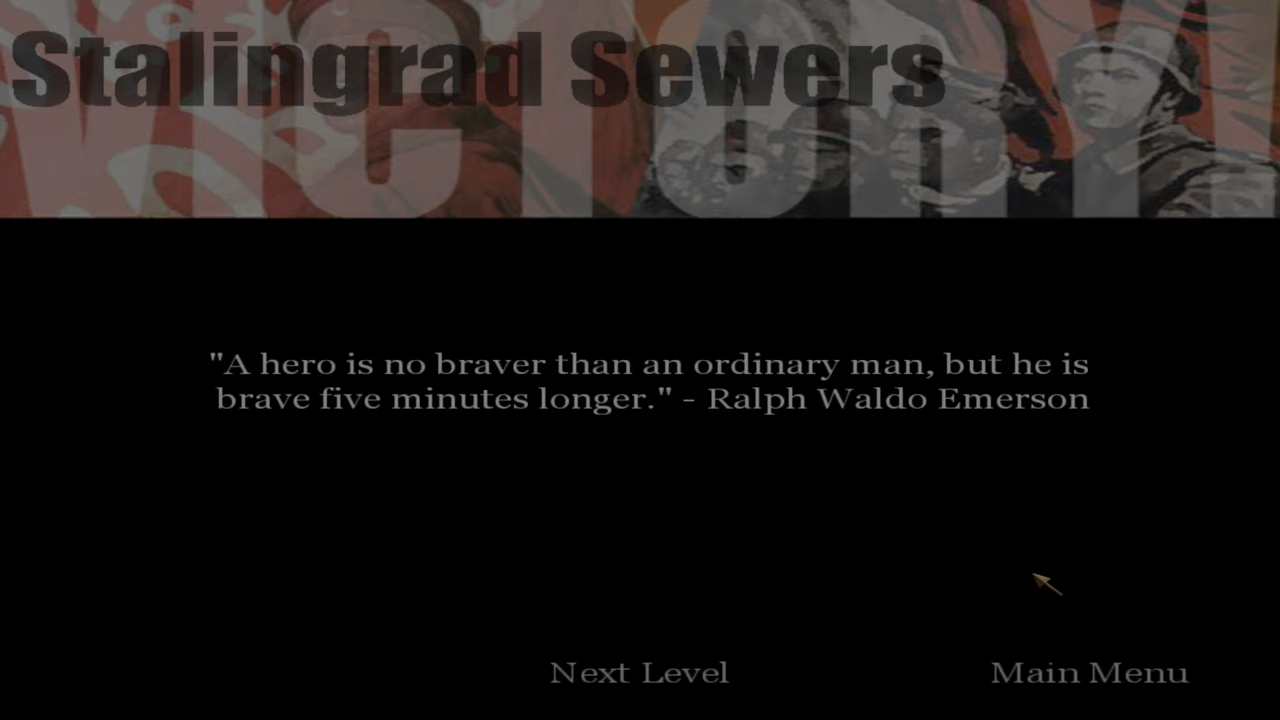 VICTORY
Stalingrad Sewers
"A hero is no braver than an ordinary man, but he is
brave five minutes longer." - Ralph Waldo Emerson
Next Level
Main Menu